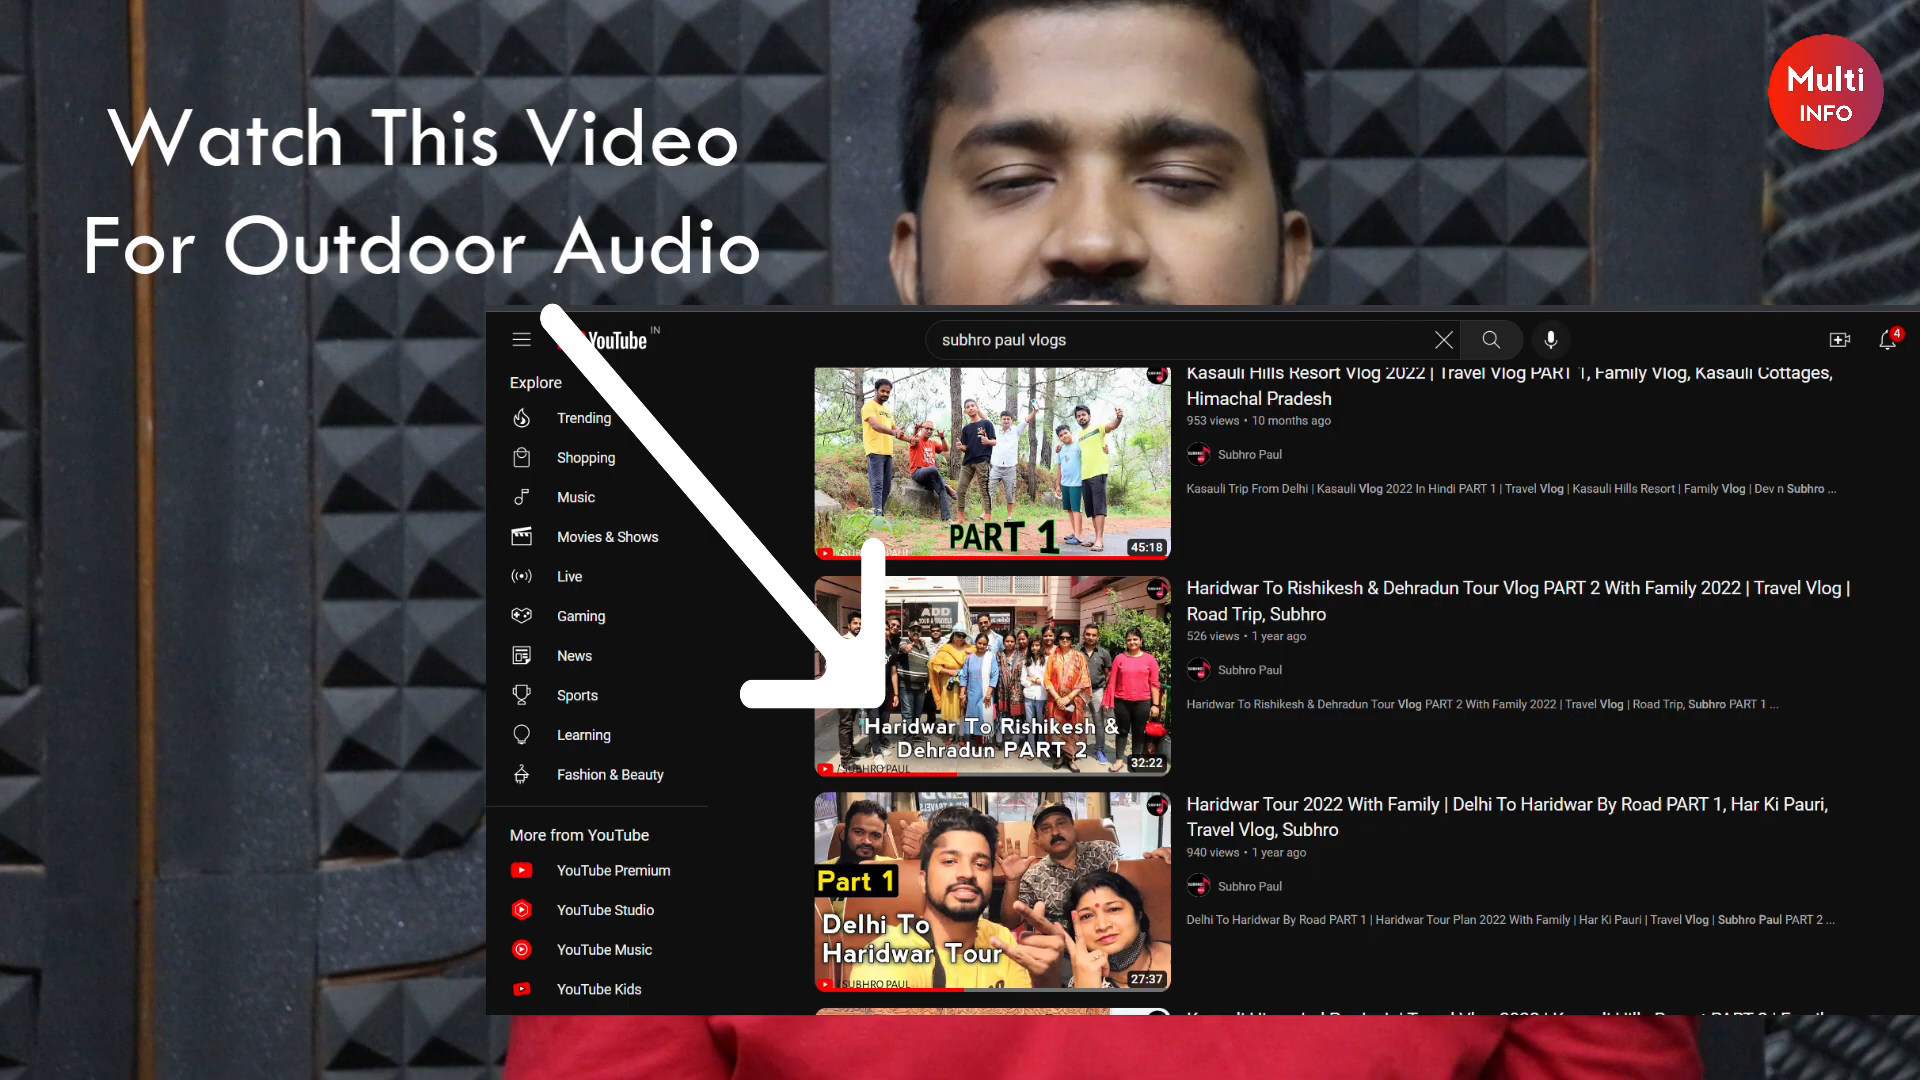 Watch This Video
For Outdoor Audio
Multi
INFO
YouTube IN
subhro paul vlogs
4
Explore
Trending
Shopping
Music
Movies & Shows
Live
Gaming
News
Sports
Learning
Fashion & Beauty
More from YouTube
YouTube Premium
YouTube Studio
YouTube Music
YouTube Kids
PART 1
45:18
Kasauli Hills Resort Vlog 2022 | Travel Vlog PART 1, Family Vlog, Kasauli Cottages,
Himachal Pradesh
953 views • 10 months ago
Subhro Paul
Kasauli Trip From Delhi | Kasauli Vlog 2022 In Hindi PART 1 | Travel Vlog | Kasauli Hills Resort | Family Vlog | Dev n Subhro ...
ADD
Haridwar To Rishikesh &
Dehradun PART 2
/SUBHRO PAUL
32:22
Haridwar To Rishikesh & Dehradun Tour Vlog PART 2 With Family 2022 | Travel Vlog |
Road Trip, Subhro
526 views • 1 year ago
Subhro Paul
Haridwar To Rishikesh & Dehradun Tour Vlog PART 2 With Family 2022 | Travel Vlog | Road Trip, Subhro PART 1 ...
Part 1
Delhi To
Haridwar Tour
/SUBHRO PAUL
27:37
Haridwar Tour 2022 With Family | Delhi To Haridwar By Road PART 1, Har Ki Pauri,
Travel Vlog, Subhro
940 views • 1 year ago
Subhro Paul
Delhi To Haridwar By Road PART 1 | Haridwar Tour Plan 2022 With Family | Har Ki Pauri | Travel Vlog | Subhro Paul PART 2 ...